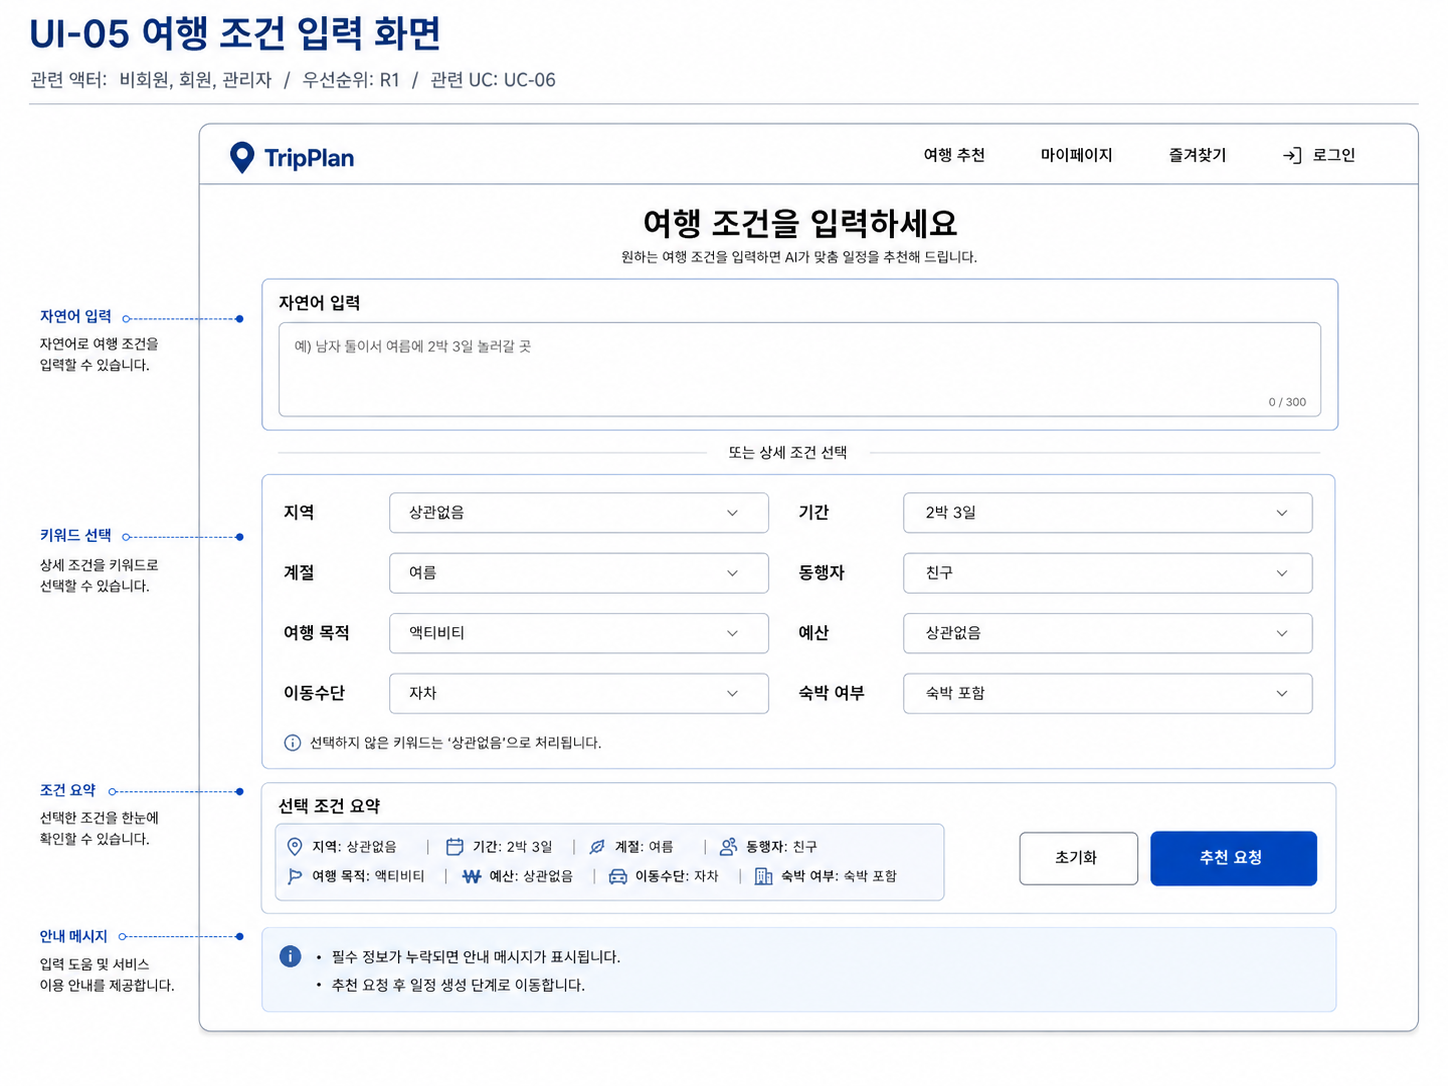 UI-05 여행 조건 입력 화면
관련 액터: 비회원, 회원, 관리자 / 우선순위: R1 / 관련 UC: UC-06
TripPlan
여행 추천 마이페이지 즐겨찾기 로그인
여행 조건을 입력하세요
원하는 여행 조건을 입력하면 AI가 맞춤 일정을 추천해 드립니다.
자연어 입력
자연어로 여행 조건을
입력할 수 있습니다.
자연어 입력
예) 남자 둘이서 여름에 2박 3일 놀러갈 곳
0 / 300
또는 상세 조건 선택
키워드 선택
상세 조건을 키워드로
선택할 수 있습니다.
지역 상관없음 기간 2박 3일
계절 여름 동행자 친구
여행 목적 액티비티 예산 상관없음
이동수단 자차 숙박 여부 숙박 포함
선택하지 않은 키워드는 ‘상관없음’으로 처리됩니다.
조건 요약
선택한 조건을 한눈에
확인할 수 있습니다.
선택 조건 요약
지역: 상관없음 | 기간: 2박 3일 | 계절: 여름 | 동행자: 친구
여행 목적: 액티비티 | 예산: 상관없음 | 이동수단: 자차 | 숙박 여부: 숙박 포함
초기화 추천 요청
안내 메시지
입력 도움 및 서비스
이용 안내를 제공합니다.
• 필수 정보가 누락되면 안내 메시지가 표시됩니다.
• 추천 요청 후 일정 생성 단계로 이동합니다.